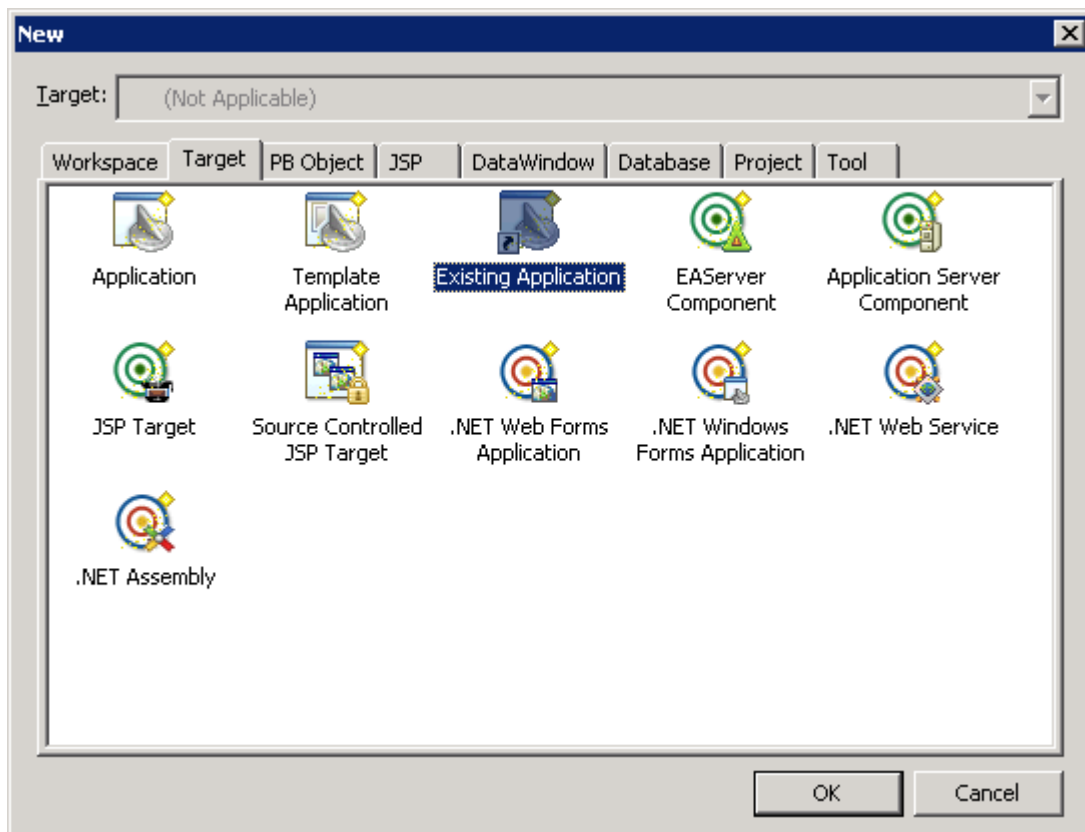 New
Target: (Not Applicable)
Workspace Target PB Object JSP DataWindow Database Project Tool
Application
Template
Application
Existing Application
EAServer
Component
Application Server
Component
JSP Target
Source Controlled
JSP Target
.NET Web Forms
Application
.NET Windows
Forms Application
.NET Web Service
.NET Assembly
OK Cancel